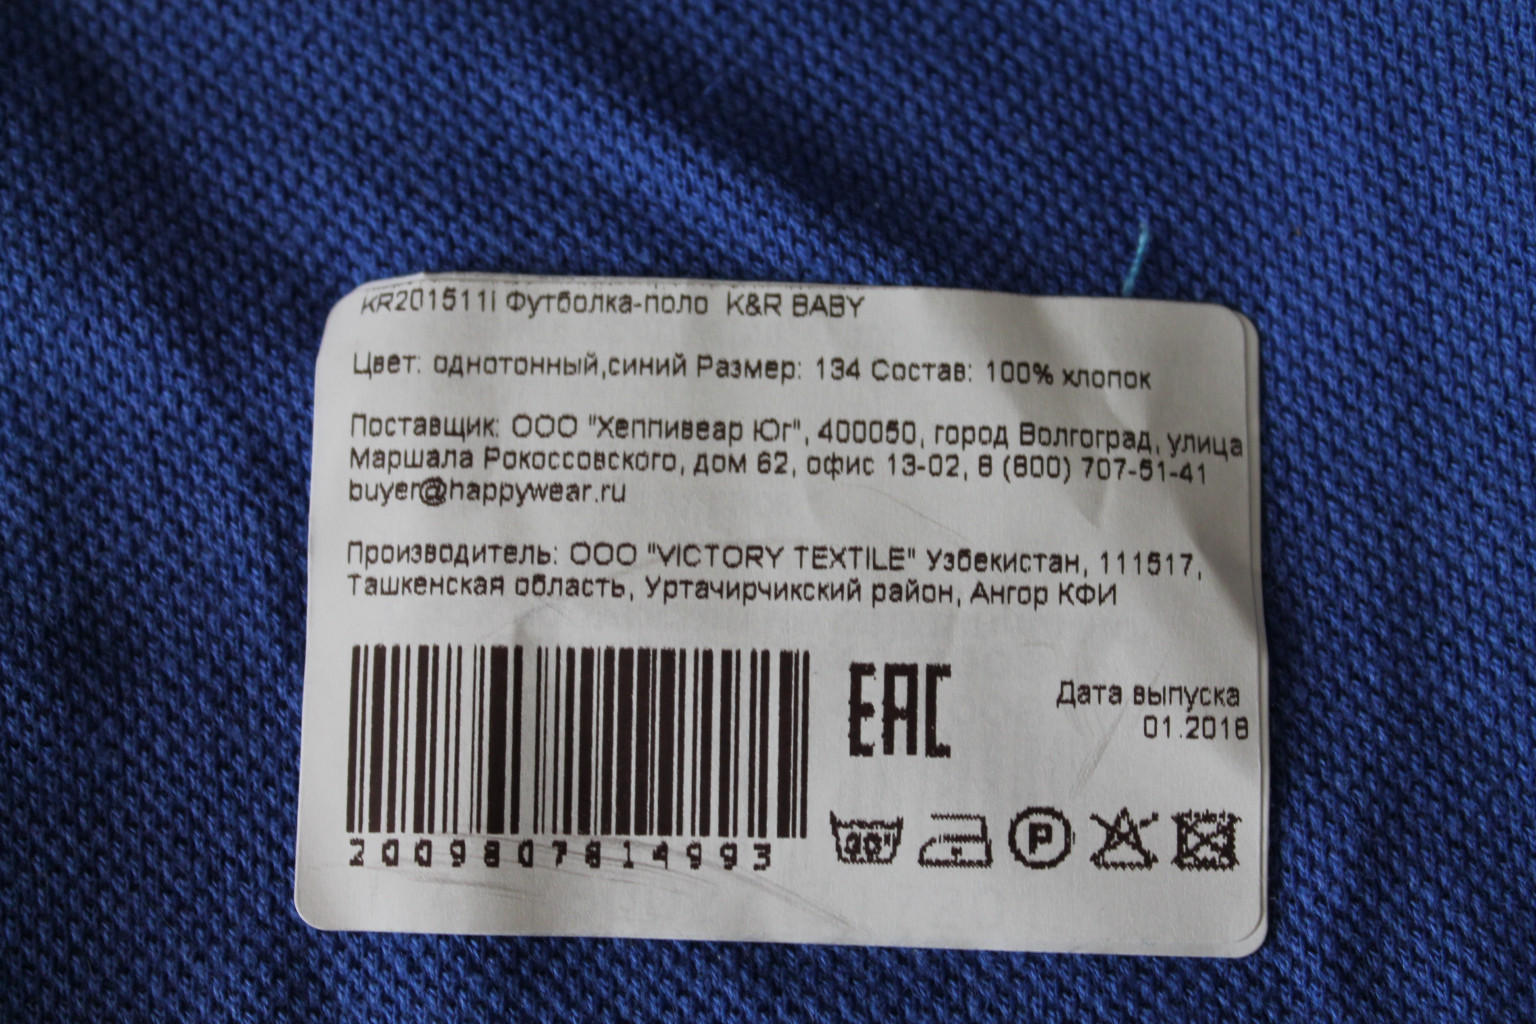 KR201511i Футболка-поло K&R BABY
Цвет: однотонный,синий Размер: 134 Состав: 100% хлопок
Поставщик: ООО "Хеппивеар Юг", 400050, город Волгоград, улица
Маршала Рокоссовского, дом 62, офис 13-02, 8 (800) 707-51-41
buyer@happywear.ru
Производитель: ООО "VICTORY TEXTILE" Узбекистан, 111517,
Ташкенская область, Уртачирчикский район, Ангор КФИ
EAC
Дата выпуска
01.2018
2009807814993
P